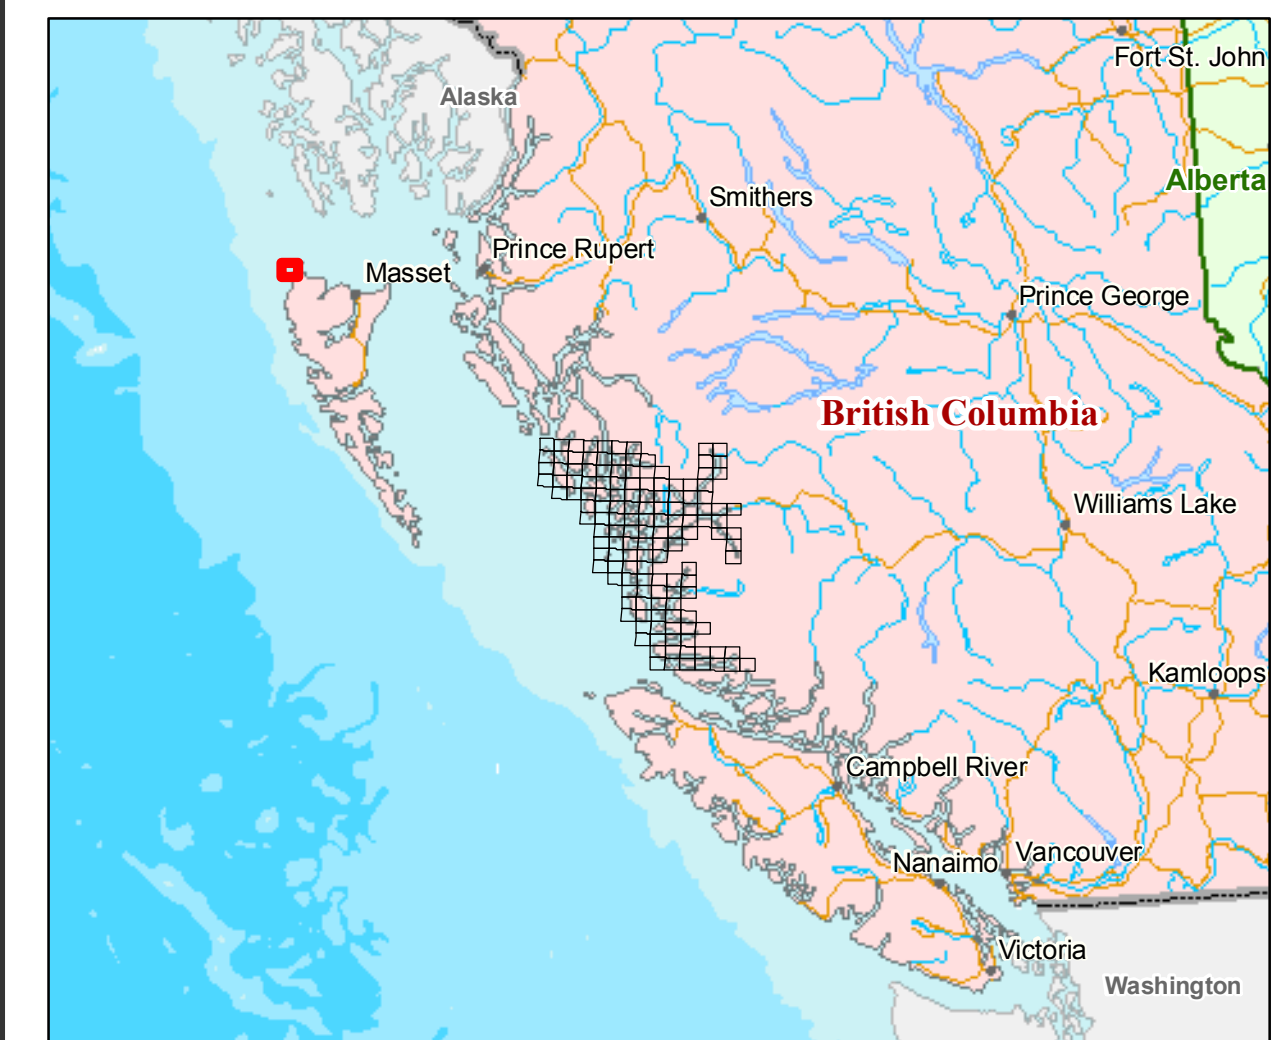 Fort St. John
Alaska
Alberta
Smithers
Prince Rupert
Masset
Prince George
British Columbia
Williams Lake
Kamloops
Campbell River
Vancouver
Nanaimo
Victoria
Washington